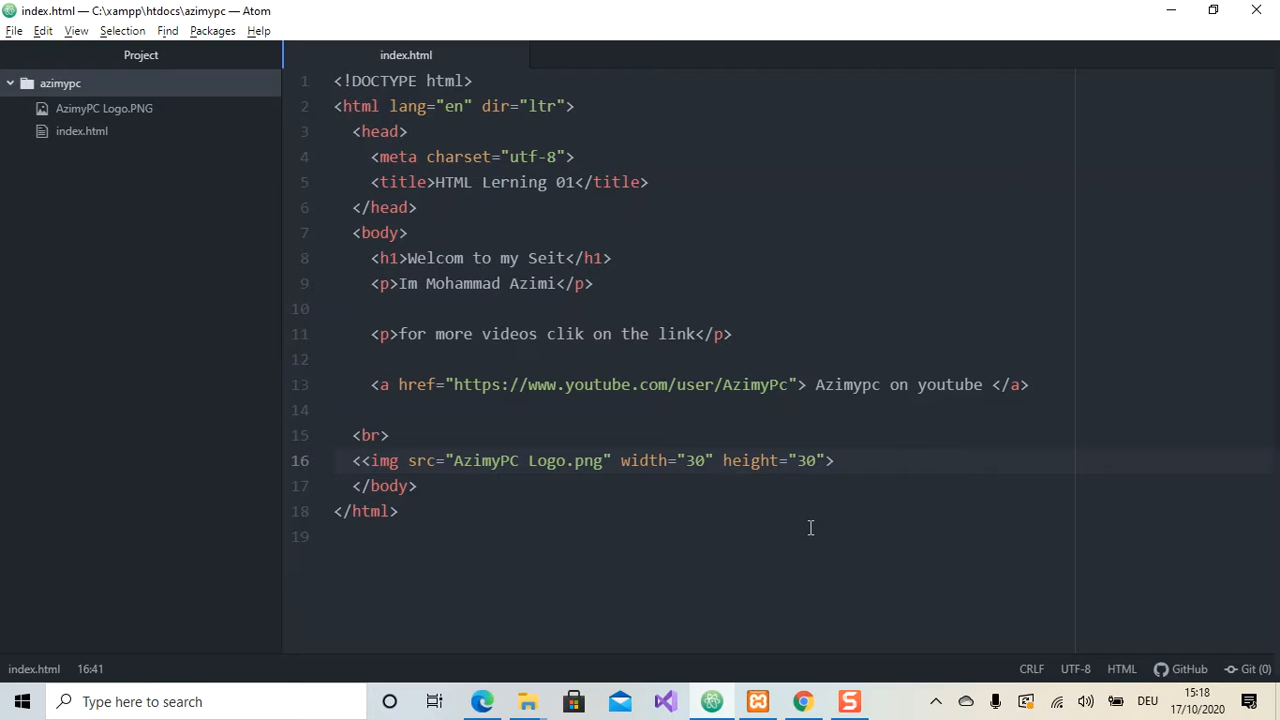 index.html — C:\xampp\htdocs\azimypc — Atom
File Edit View Selection Find Packages Help
Project
index.html
azimypc
AzimyPC Logo.PNG
index.html
1 <!DOCTYPE html>
2 <html lang="en" dir="ltr">
3 <head>
4 <meta charset="utf-8">
5 <title>HTML Lerning 01</title>
6 </head>
7 <body>
8 <h1>Welcom to my Seit</h1>
9 <p>Im Mohammad Azimi</p>
10
11 <p>for more videos clik on the link</p>
12
13 <a href="https://www.youtube.com/user/AzimyPc"> Azimypc on youtube </a>
14
15 <br>
16 <<img src="AzimyPC Logo.png" width="30" height="30">
17 </body>
18 </html>
19
index.html 16:41 CRLF UTF-8 HTML GitHub Git (0)
Type here to search
DEU
15:18
17/10/2020